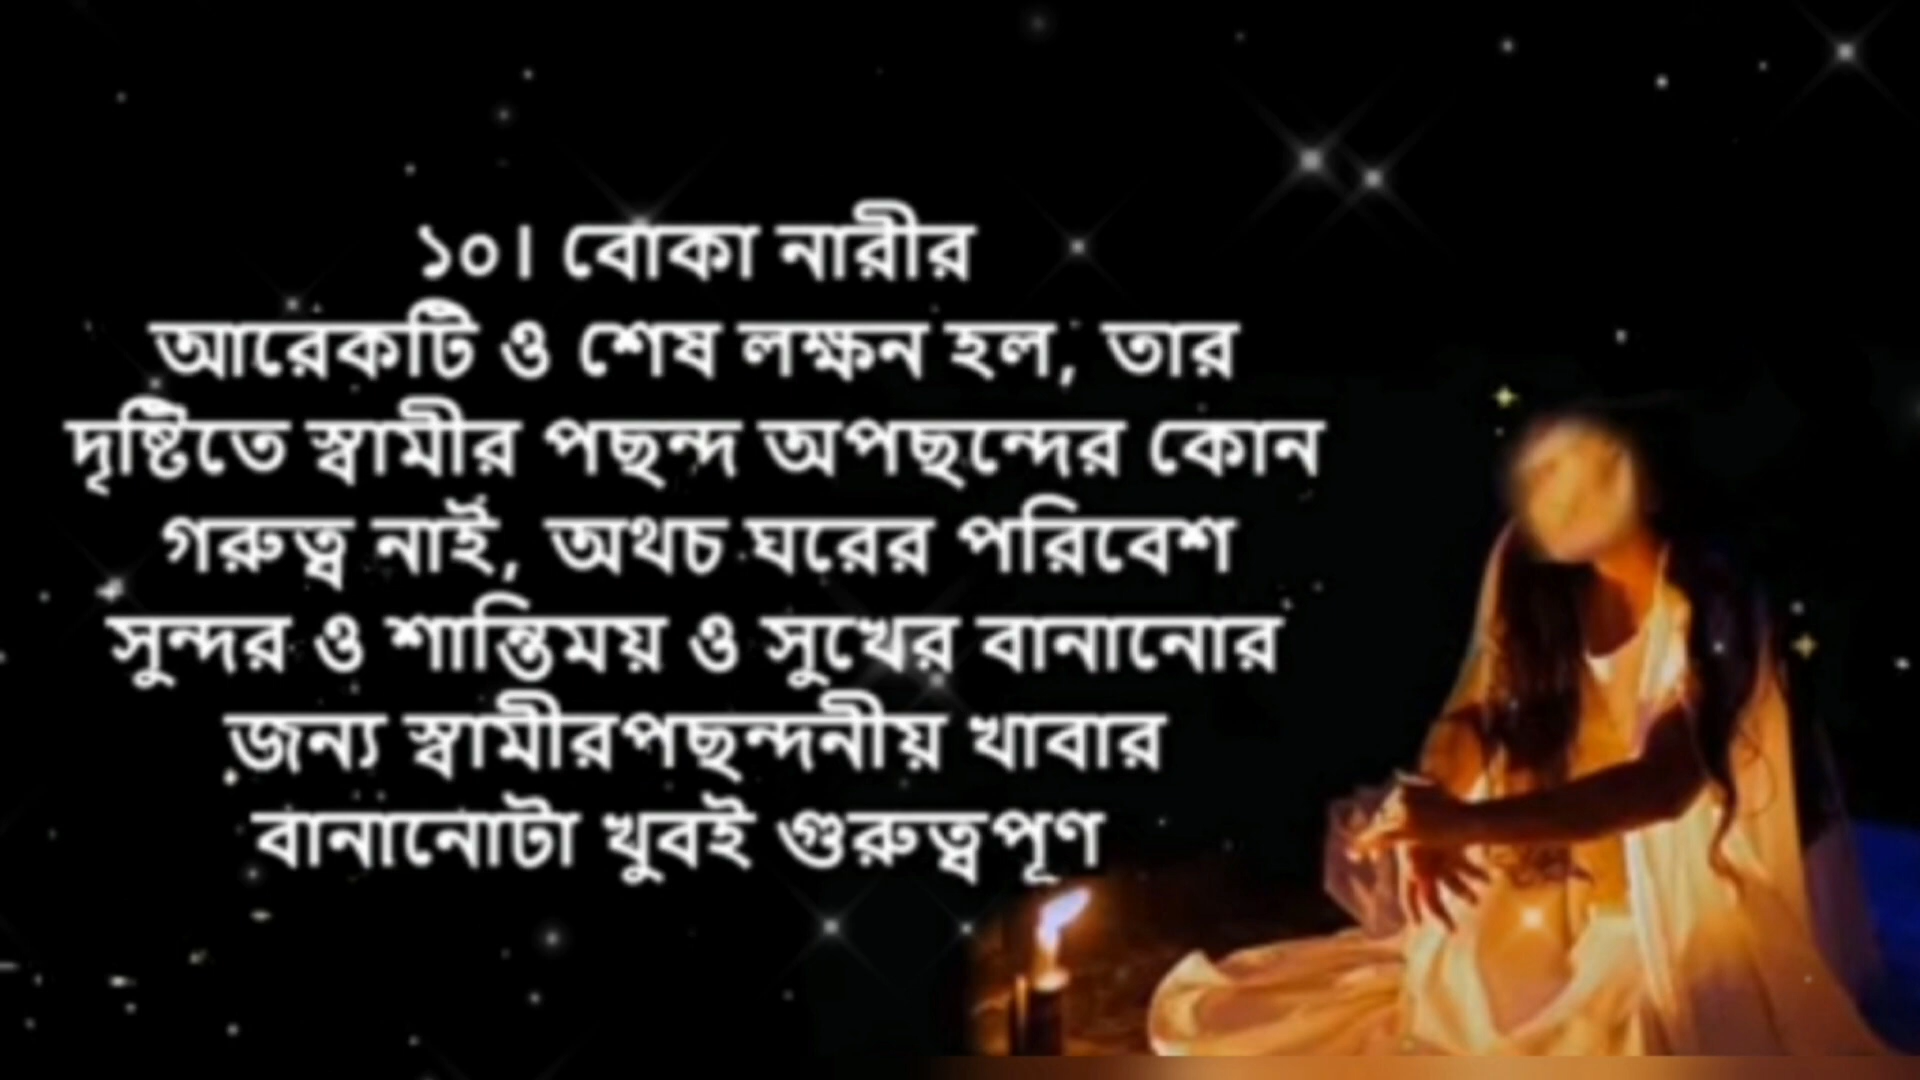 ১০। বোকা নারীর
আরেকটি ও শেষ লক্ষন হল, তার
দৃষ্টিতে স্বামীর পছন্দ অপছন্দের কোন
গরুত্ব নাই, অথচ ঘরের পরিবেশ
সুন্দর ও শান্তিময় ও সুখের বানানোর
জন্য স্বামীরপছন্দনীয় খাবার
বানানোটা খুবই গুরুত্বপূণ